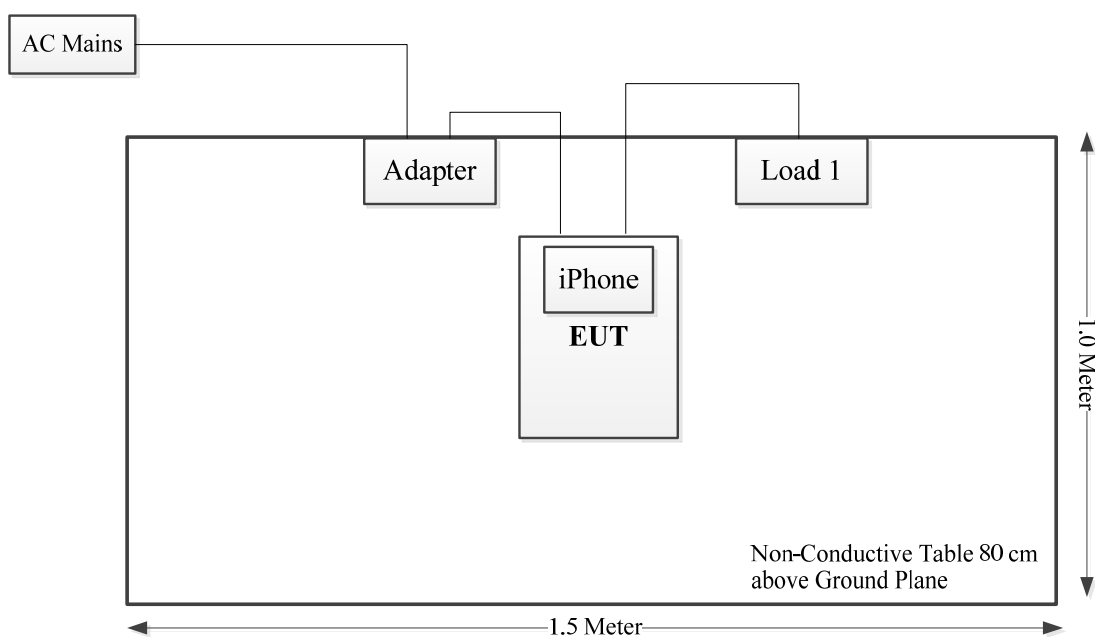 AC Mains
Adapter
Load 1
iPhone
EUT
1.0 Meter
Non-Conductive Table 80 cm
above Ground Plane
1.5 Meter